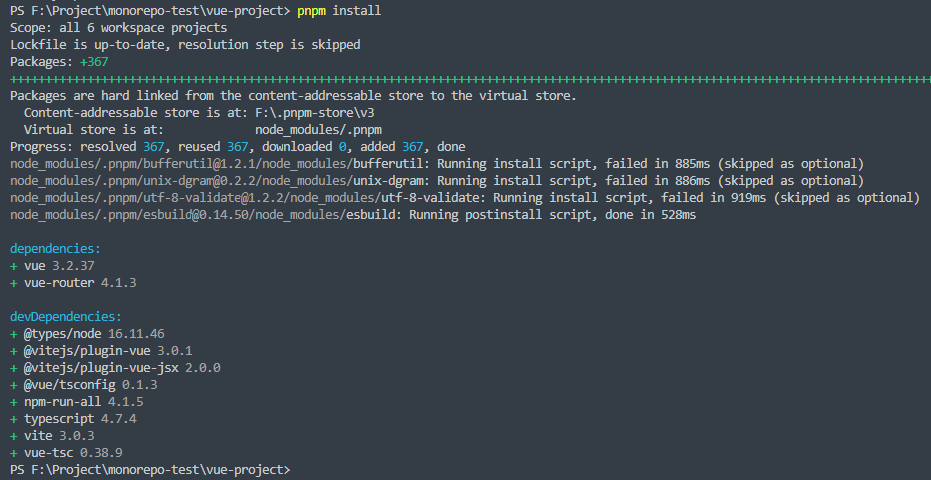 PS F:\Project\monorepo-test\vue-project> pnpm install
Scope: all 6 workspace projects
Lockfile is up-to-date, resolution step is skipped
Packages: +367
++++++++++++++++++++++++++++++++++++++++++++++++++++++++++++++++++++++++++++++++++++++++++++++++++++++++++++++++++++++++++++++++++++
Packages are hard linked from the content-addressable store to the virtual store.
  Content-addressable store is at: F:\.pnpm-store\v3
  Virtual store is at:             node_modules/.pnpm
Progress: resolved 367, reused 367, downloaded 0, added 367, done
node_modules/.pnpm/bufferutil@1.2.1/node_modules/bufferutil: Running install script, failed in 885ms (skipped as optional)
node_modules/.pnpm/unix-dgram@0.2.2/node_modules/unix-dgram: Running install script, failed in 886ms (skipped as optional)
node_modules/.pnpm/utf-8-validate@1.2.2/node_modules/utf-8-validate: Running install script, failed in 919ms (skipped as optional)
node_modules/.pnpm/esbuild@0.14.50/node_modules/esbuild: Running postinstall script, done in 528ms
dependencies:
+ vue 3.2.37
+ vue-router 4.1.3
devDependencies:
+ @types/node 16.11.46
+ @vitejs/plugin-vue 3.0.1
+ @vitejs/plugin-vue-jsx 2.0.0
+ @vue/tsconfig 0.1.3
+ npm-run-all 4.1.5
+ typescript 4.7.4
+ vite 3.0.3
+ vue-tsc 0.38.9
PS F:\Project\monorepo-test\vue-project>